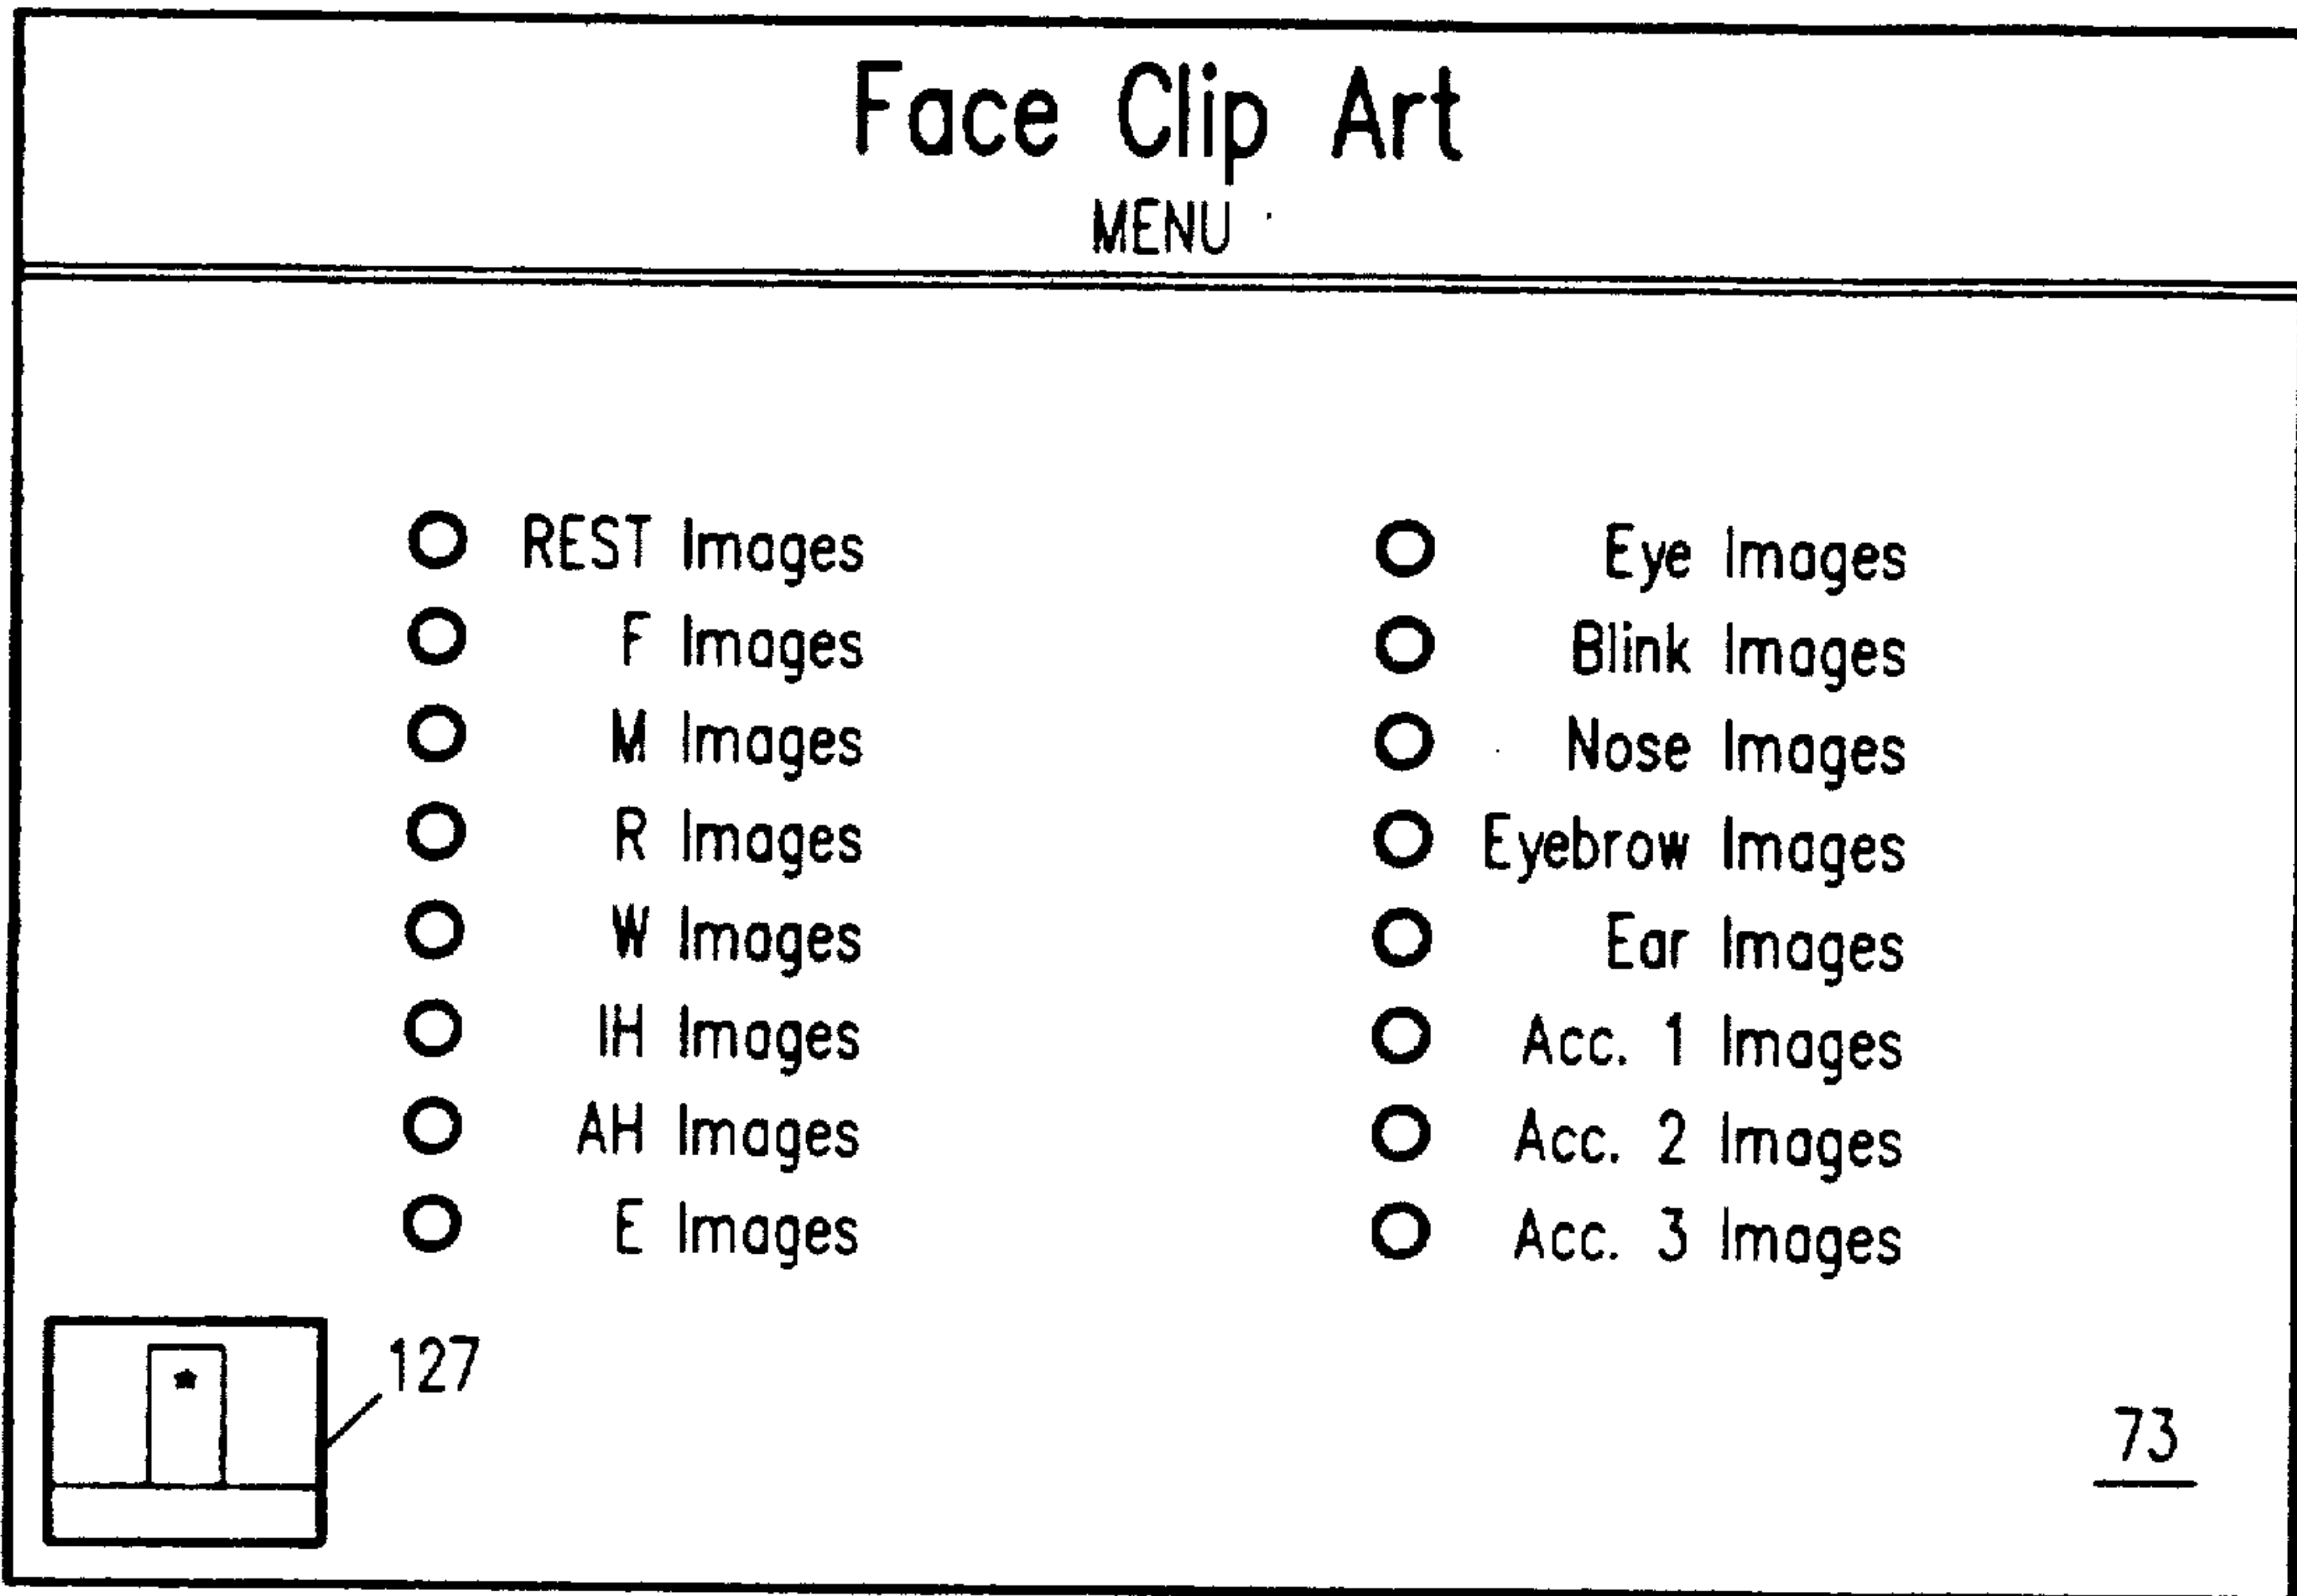 Face Clip Art
MENU
REST Images
F Images
M Images
R Images
W Images
IH Images
AH Images
E Images
Eye Images
Blink Images
Nose Images
Eyebrow Images
Ear Images
Acc. 1 Images
Acc. 2 Images
Acc. 3 Images
127
73